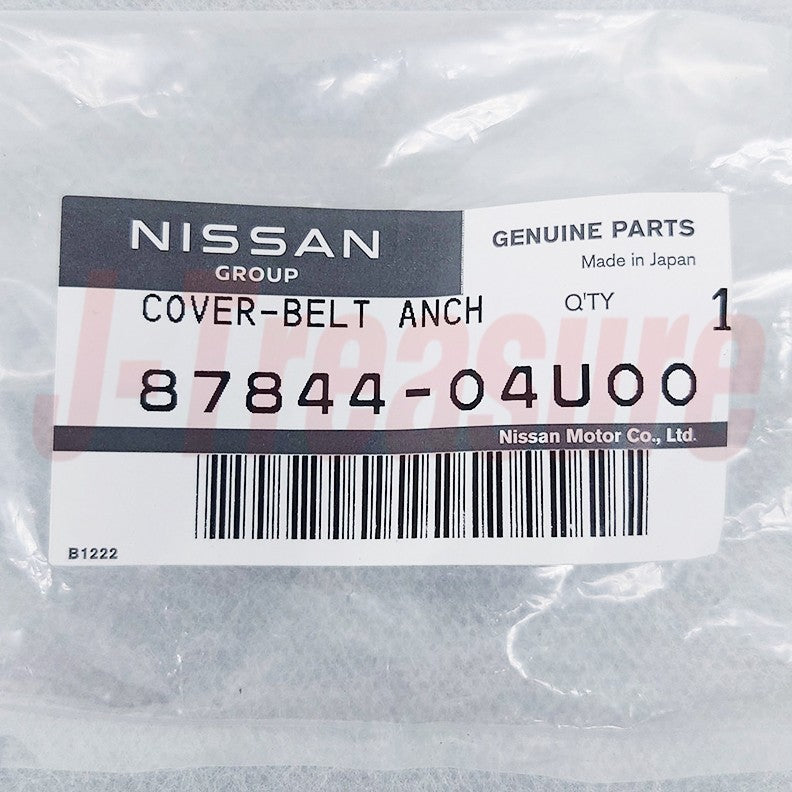 NISSAN
GROUP
GENUINE PARTS
Made in Japan
COVER-BELT ANCH
Q'TY 1
87844-04U00
Nissan Motor Co., Ltd.
B1222
J-Treasure